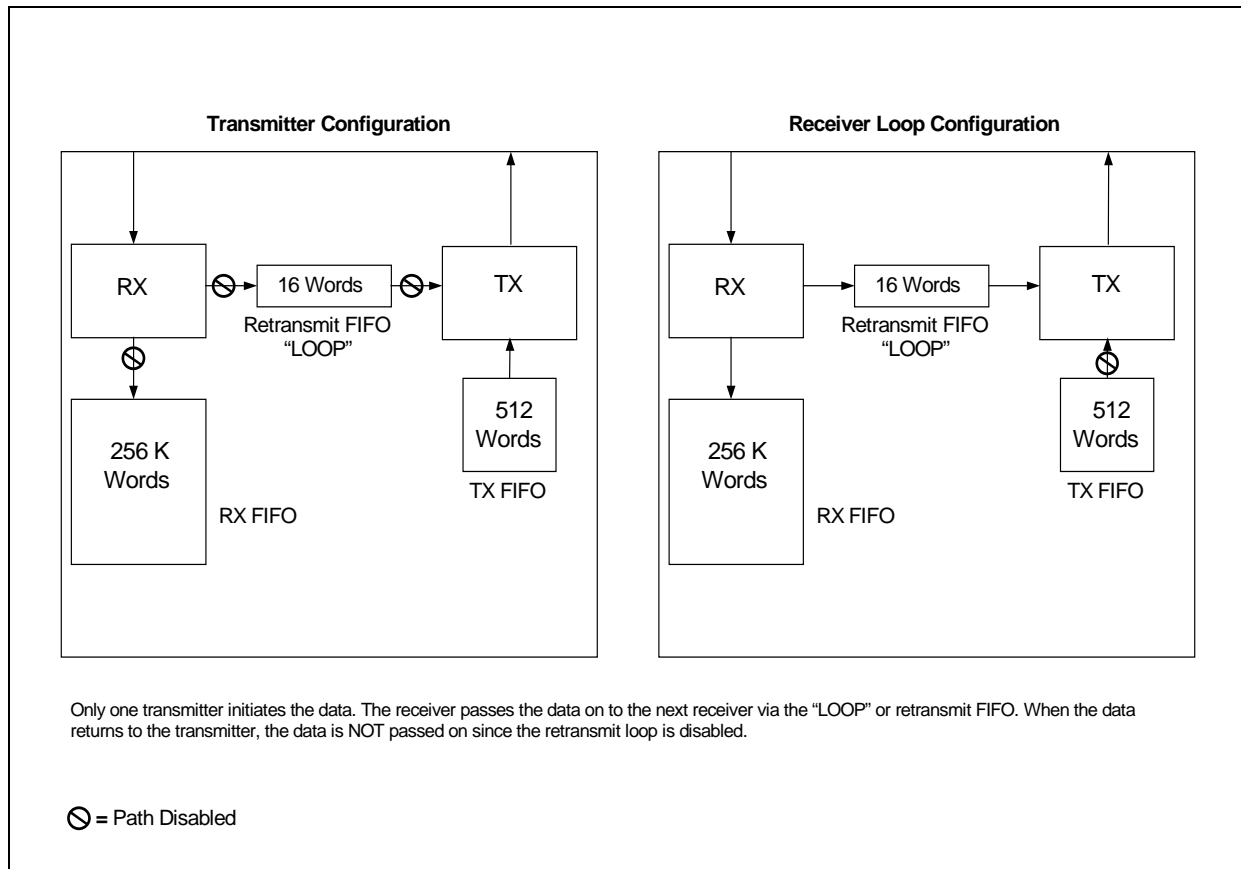 Transmitter Configuration
RX
16 Words
TX
Retransmit FIFO
“LOOP”
256 K
Words
RX FIFO
512
Words
TX FIFO
Receiver Loop Configuration
RX
16 Words
TX
Retransmit FIFO
“LOOP”
256 K
Words
RX FIFO
512
Words
TX FIFO
Only one transmitter initiates the data. The receiver passes the data on to the next receiver via the “LOOP” or retransmit FIFO. When the data
returns to the transmitter, the data is NOT passed on since the retransmit loop is disabled.
= Path Disabled